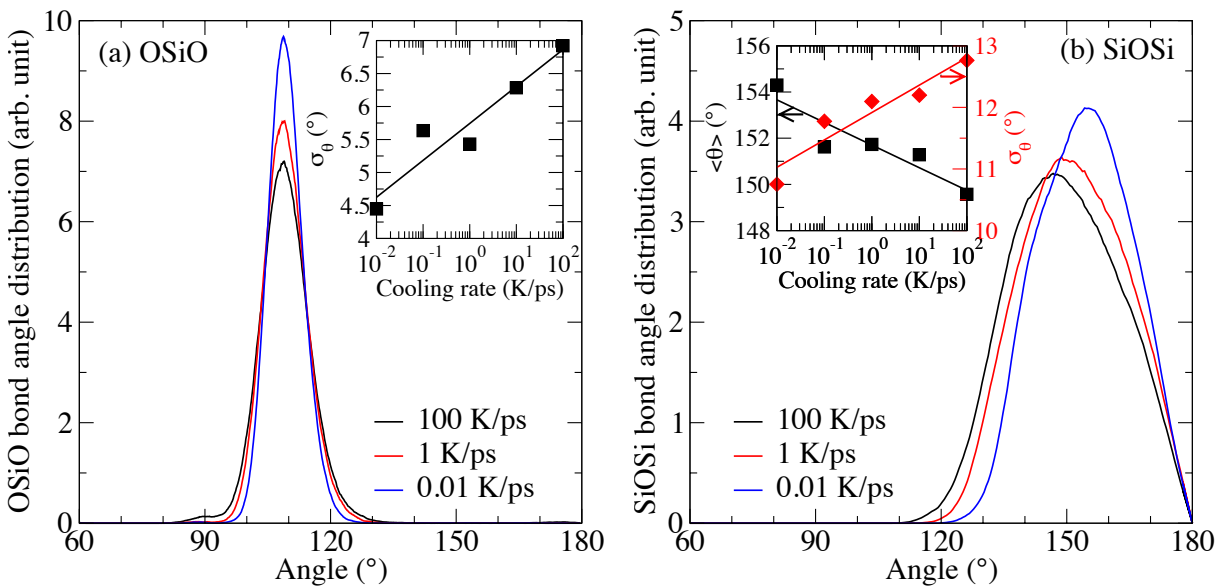 OSiO bond angle distribution (arb. unit)
10
8
6
4
2
0
60
90
120
150
180
Angle (°)
(a) OSiO
100 K/ps
1 K/ps
0.01 K/ps
σθ (°)
7
6.5
6
5.5
5
4.5
4
10⁻² 10⁻¹ 10⁰ 10¹ 10²
Cooling rate (K/ps)
SiOSi bond angle distribution (arb. unit)
5
4
3
2
1
0
60
90
120
150
180
Angle (°)
(b) SiOSi
100 K/ps
1 K/ps
0.01 K/ps
<θ> (°)
156
154
152
150
148
13
12
11
10
σθ (°)
10⁻² 10⁻¹ 10⁰ 10¹ 10²
Cooling rate (K/ps)